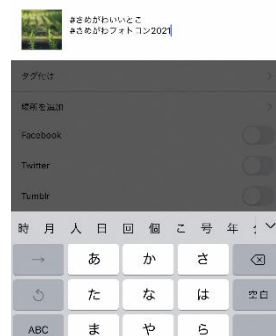 #さめがわいいとこ
#さめがわフォトコン2021
タグ付け
場所を追加
Facebook
Twitter
Tumblr
時 月 人 日 回 個 こ 号 年
→ あ か さ
た な は 空白
ABC ま や ら